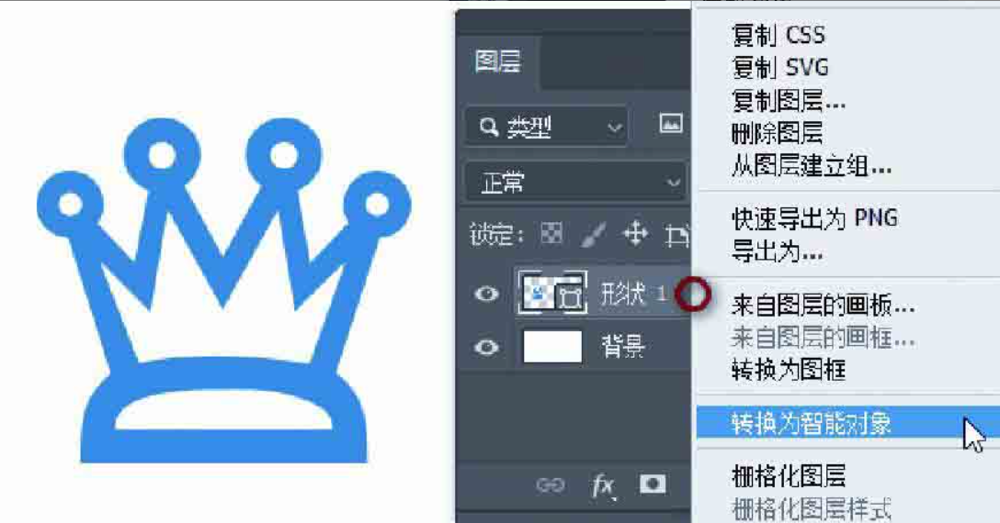 图层
类型
正常
锁定:
形状 1
背景
fx
复制 CSS
复制 SVG
复制图层...
删除图层
从图层建立组...
快速导出为 PNG
导出为...
来自图层的画板...
来自图层的画框...
转换为图框
转换为智能对象
栅格化图层
栅格化图层样式